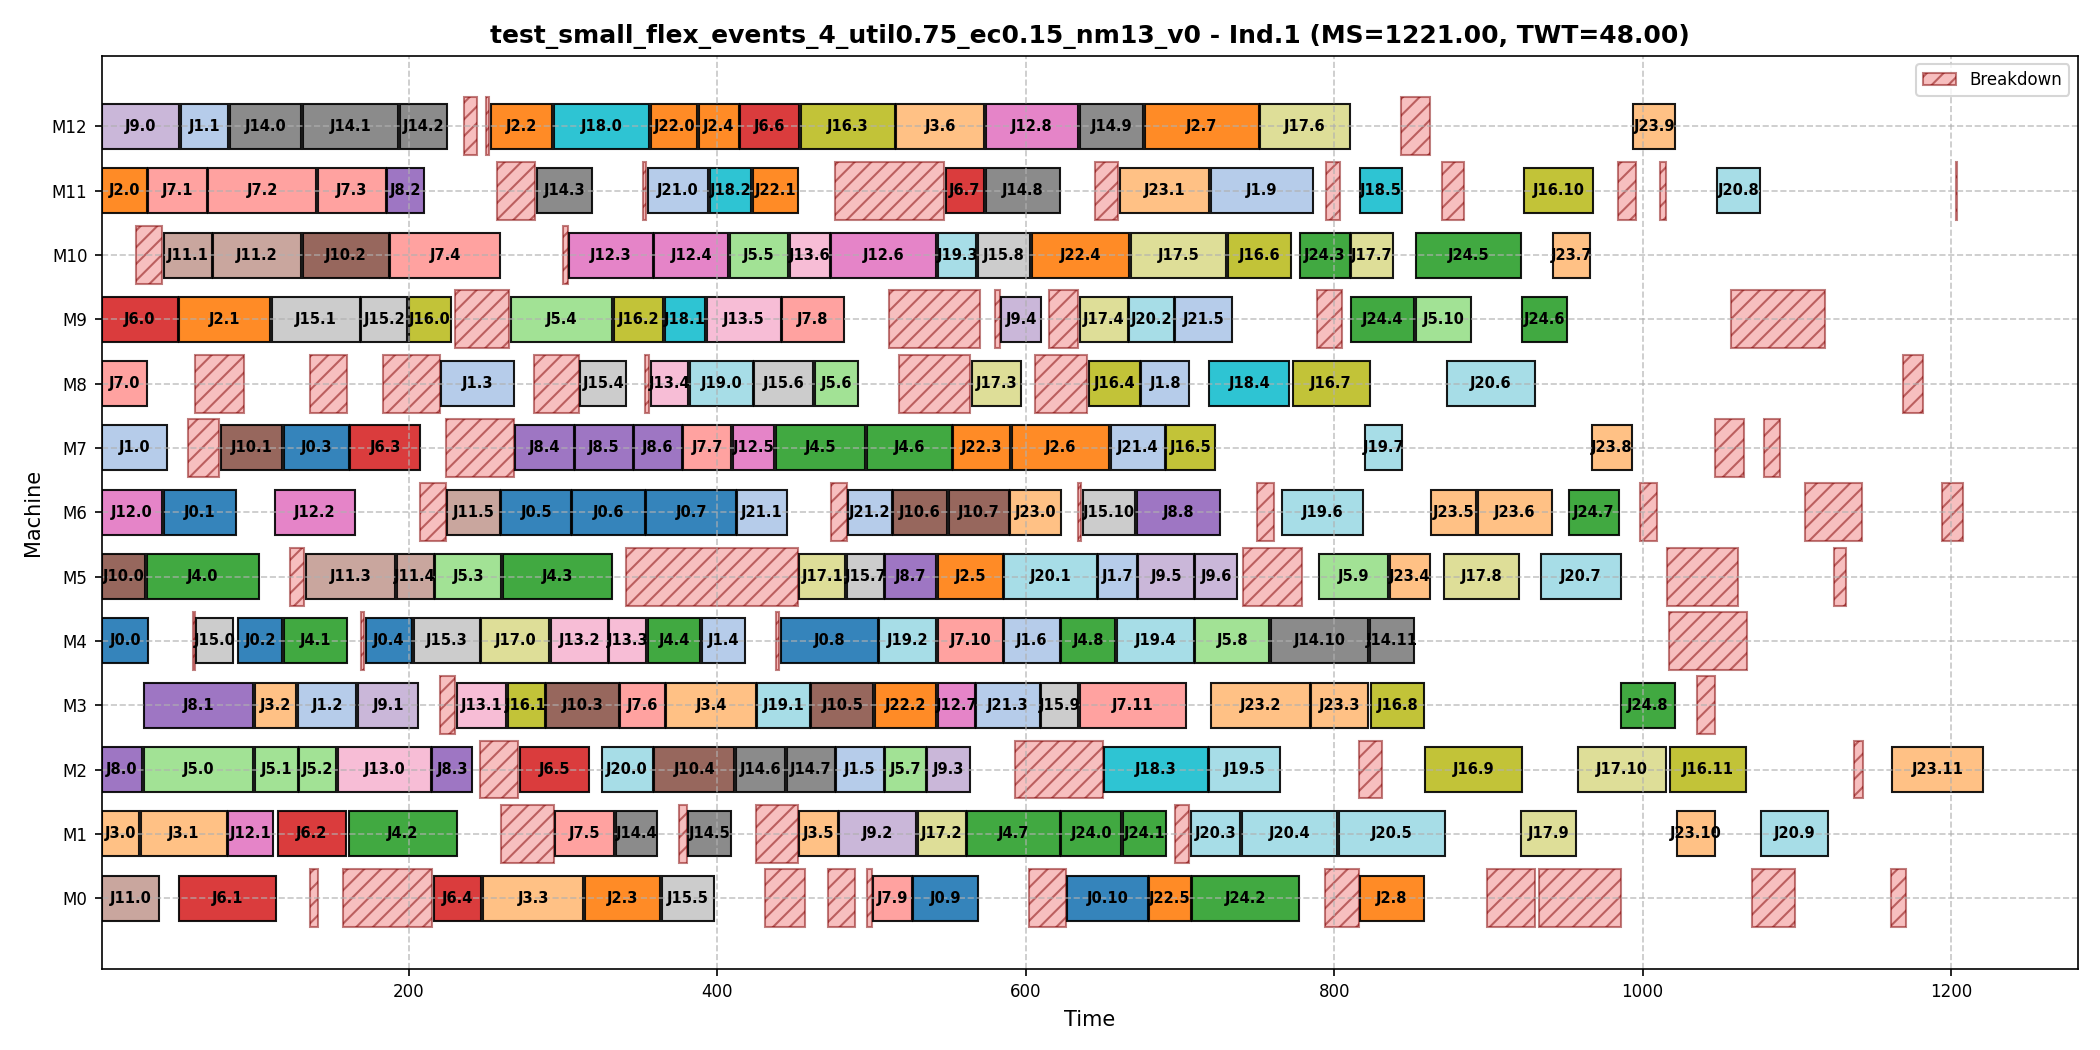 test_small_flex_events_4_util0.75_ec0.15_nm13_v0 - Ind.1 (MS=1221.00, TWT=48.00)
Breakdown
M12 J9.0 J1.1 J14.0 J14.1 J14.2 J2.2 J18.0 J22.0 J2.4 J6.6 J16.3 J3.6 J12.8 J14.9 J2.7 J17.6 J23.9
M11 J2.0 J7.1 J7.2 J7.3 J8.2 J14.3 J21.0 J18.2 J22.1 J6.7 J14.8 J23.1 J1.9 J18.5 J16.10 J20.8
M10 J11.1 J11.2 J10.2 J7.4 J12.3 J12.4 J5.5 J13.6 J12.6 J19.3 J15.8 J22.4 J17.5 J16.6 J24.3 J17.7 J24.5 J23.7
M9 J6.0 J2.1 J15.1 J15.2 J16.0 J5.4 J16.2 J18.1 J13.5 J7.8 J9.4 J17.4 J20.2 J21.5 J24.4 J5.10 J24.6
M8 J7.0 J1.3 J15.4 J13.4 J19.0 J15.6 J5.6 J17.3 J16.4 J1.8 J18.4 J16.7 J20.6
M7 J1.0 J10.1 J0.3 J6.3 J8.4 J8.5 J8.6 J7.7 J12.5 J4.5 J4.6 J22.3 J2.6 J21.4 J16.5 J19.7 J23.8
M6 J12.0 J0.1 J12.2 J11.5 J0.5 J0.6 J0.7 J21.1 J21.2 J10.6 J10.7 J23.0 J15.10 J8.8 J19.6 J23.5 J23.6 J24.7
M5 J10.0 J4.0 J11.3 J11.4 J5.3 J4.3 J17.1 J15.7 J8.7 J2.5 J20.1 J1.7 J9.5 J9.6 J5.9 J23.4 J17.8 J20.7
M4 J0.0 J15.0 J0.2 J4.1 J0.4 J15.3 J17.0 J13.2 J13.3 J4.4 J1.4 J0.8 J19.2 J7.10 J1.6 J4.8 J19.4 J5.8 J14.10 J14.11
M3 J8.1 J3.2 J1.2 J9.1 J13.1 J16.1 J10.3 J7.6 J3.4 J19.1 J10.5 J22.2 J12.7 J21.3 J15.9 J7.11 J23.2 J23.3 J16.8 J24.8
M2 J8.0 J5.0 J5.1 J5.2 J13.0 J8.3 J6.5 J20.0 J10.4 J14.6 J14.7 J1.5 J5.7 J9.3 J18.3 J19.5 J16.9 J17.10 J16.11 J23.11
M1 J3.0 J3.1 J12.1 J6.2 J4.2 J7.5 J14.4 J14.5 J3.5 J9.2 J17.2 J4.7 J24.0 J24.1 J20.3 J20.4 J20.5 J17.9 J23.10 J20.9
M0 J11.0 J6.1 J6.4 J3.3 J2.3 J15.5 J7.9 J0.9 J0.10 J22.5 J24.2 J2.8
200 400 600 800 1000 1200
Time
Machine